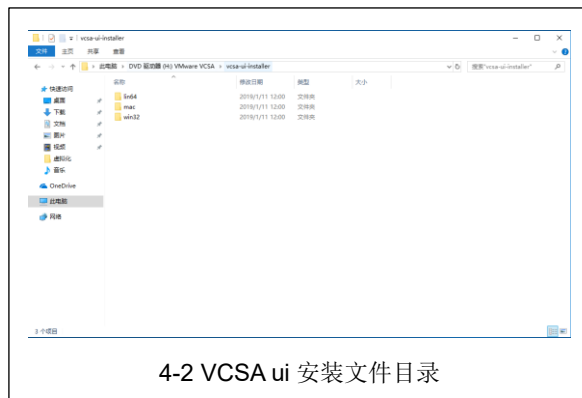 vcsa-ui-installer
文件 主页 共享 查看
此电脑 › DVD 驱动器 (H:) VMware VCSA › vcsa-ui-installer
搜索"vcsa-ui-installer"
名称 修改日期 类型 大小
快速访问
桌面
下载
文档
图片
视频
虚拟化
音乐
OneDrive
此电脑
网络
lin64 2019/1/11 12:00 文件夹
mac 2019/1/11 12:00 文件夹
win32 2019/1/11 12:00 文件夹
3 个项目
4-2 VCSA ui 安装文件目录